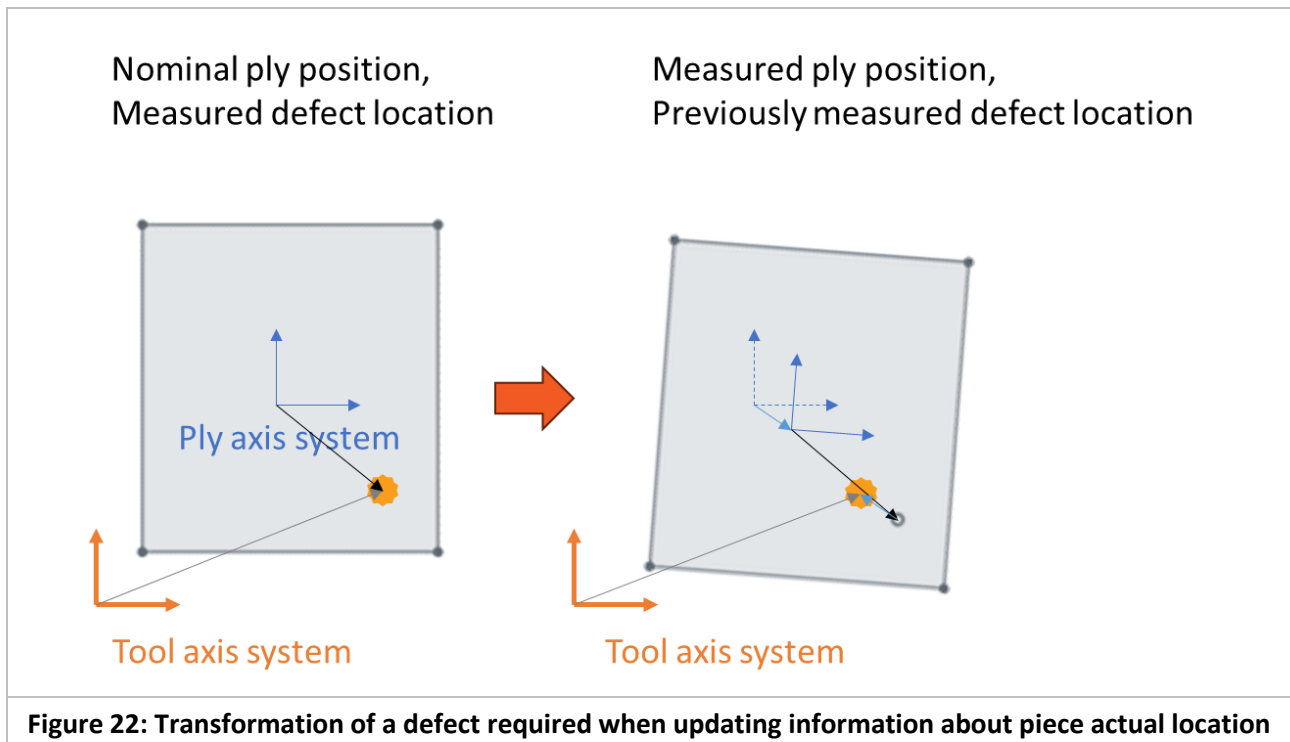 Nominal ply position,
Measured defect location
Measured ply position,
Previously measured defect location
Ply axis system
Tool axis system
Tool axis system
Figure 22: Transformation of a defect required when updating information about piece actual location